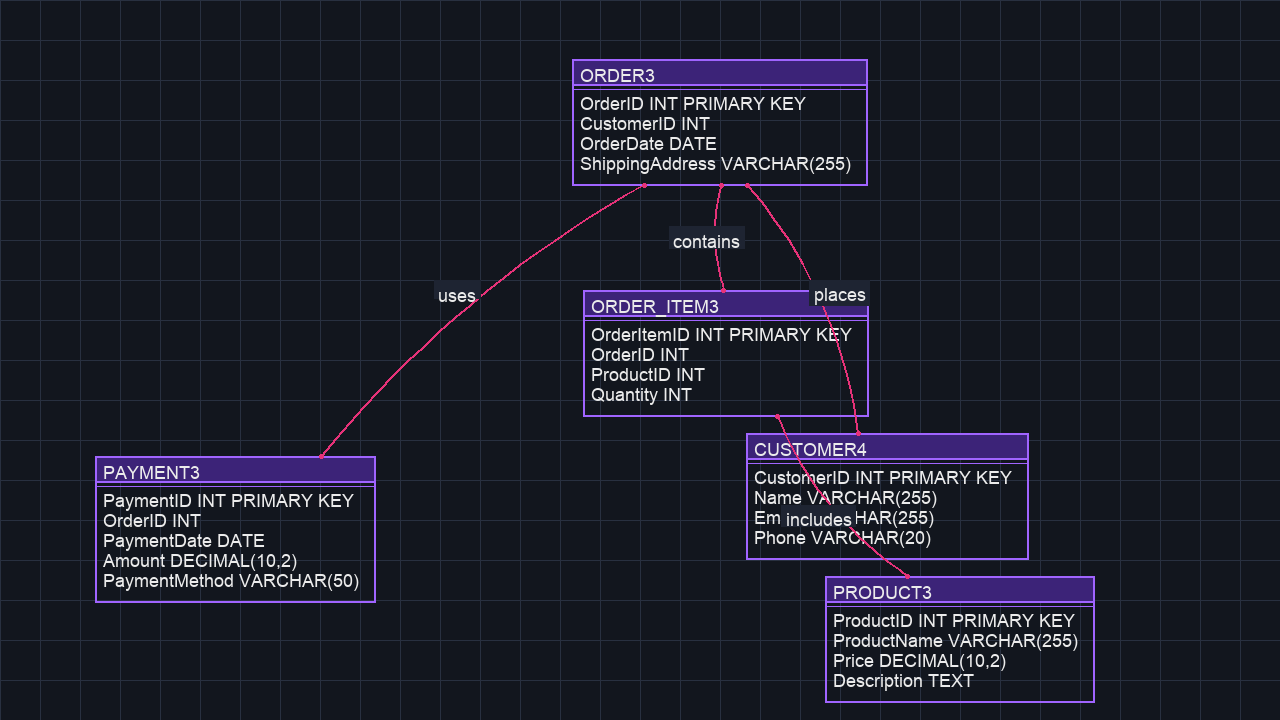 ORDER3
OrderID INT PRIMARY KEY
CustomerID INT
OrderDate DATE
ShippingAddress VARCHAR(255)
contains
uses
places
ORDER_ITEM3
OrderItemID INT PRIMARY KEY
OrderID INT
ProductID INT
Quantity INT
PAYMENT3
PaymentID INT PRIMARY KEY
OrderID INT
PaymentDate DATE
Amount DECIMAL(10,2)
PaymentMethod VARCHAR(50)
CUSTOMER4
CustomerID INT PRIMARY KEY
Name VARCHAR(255)
Em
includes
HAR(255)
Phone VARCHAR(20)
PRODUCT3
ProductID INT PRIMARY KEY
ProductName VARCHAR(255)
Price DECIMAL(10,2)
Description TEXT